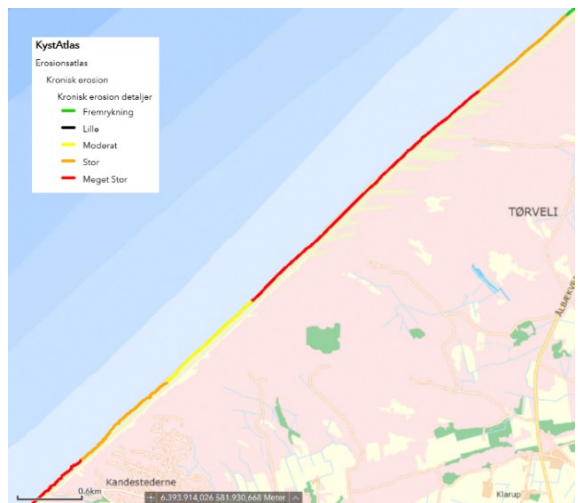 KystAtlas
Erosionsatlas
Kronisk erosion
Kronisk erosion detaljer
Fremrykning
Lille
Moderat
Stor
Meget Stor
TØRVELI
ÅLBÆKVEJ
Kandestederne
0.6km
6.393.914,026 581.930,668 Meter
Klarup